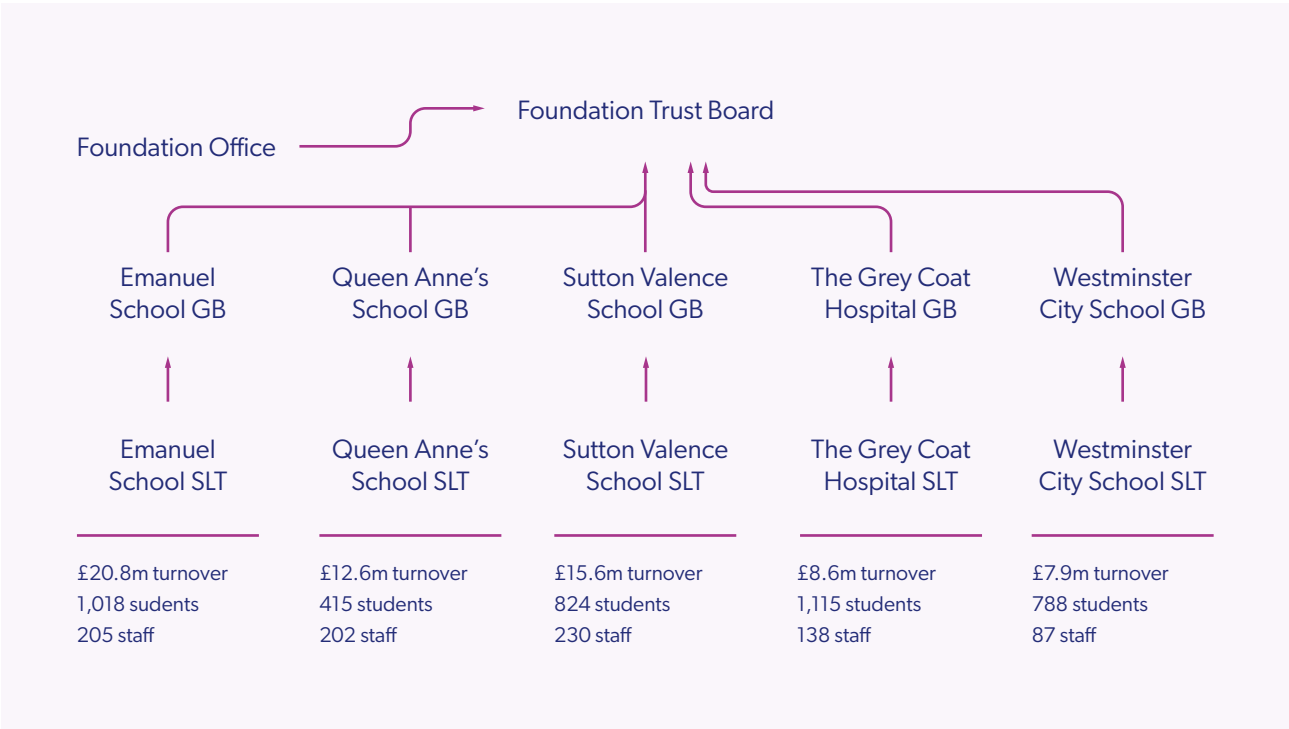 Foundation Trust Board
Foundation Office
Emanuel
School GB
Queen Anne’s
School GB
Sutton Valence
School GB
The Grey Coat
Hospital GB
Westminster
City School GB
Emanuel
School SLT
Queen Anne’s
School SLT
Sutton Valence
School SLT
The Grey Coat
Hospital SLT
Westminster
City School SLT
£20.8m turnover
1,018 sudents
205 staff
£12.6m turnover
415 students
202 staff
£15.6m turnover
824 students
230 staff
£8.6m turnover
1,115 students
138 staff
£7.9m turnover
788 students
87 staff